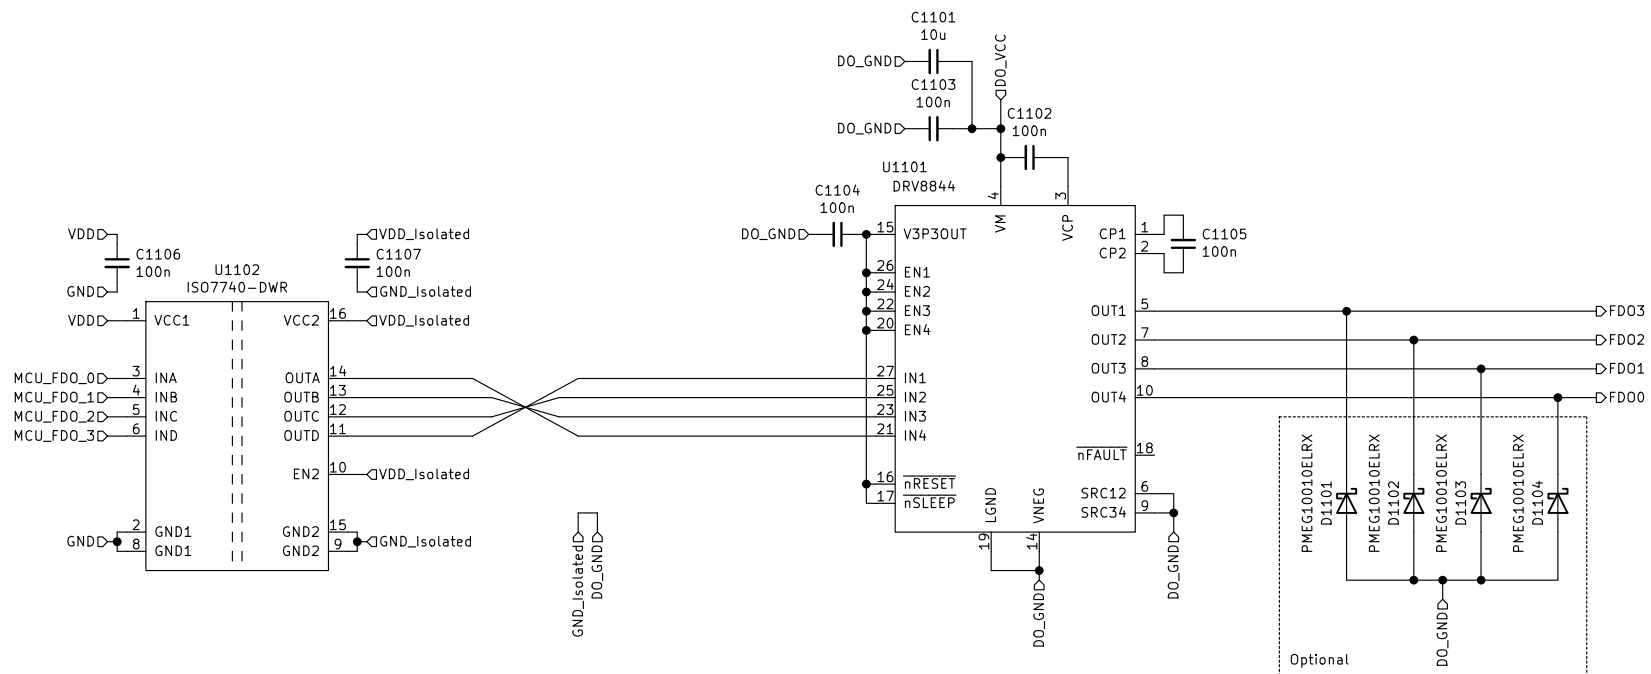 C1101
10u
DO_GND
DO_VCC
C1103
100n
DO_GND
C1102
100n
U1101
DRV8844
4
3
VM
VCP
C1104
100n
DO_GND
15
V3P3OUT
26
EN1
24
EN2
22
EN3
20
EN4
27
IN1
25
IN2
23
IN3
21
IN4
16
nRESET
17
nSLEEP
LGND
VNEG
19
14
DO_GND
CP1
1
CP2
2
C1105
100n
OUT1
5
FDO3
OUT2
7
FDO2
OUT3
8
FDO1
OUT4
10
FDO0
nFAULT
18
SRC12
6
SRC34
9
DO_GND
PMEG10010ELRX
D1101
PMEG10010ELRX
D1102
PMEG10010ELRX
D1103
PMEG10010ELRX
D1104
DO_GND
Optional
VDD
C1106
100n
GND
VDD_Isolated
C1107
100n
GND_Isolated
U1102
ISO7740-DWR
VDD
1
VCC1
VCC2
16
VDD_Isolated
MCU_FDO_0
3
INA
OUTA
14
MCU_FDO_1
4
INB
OUTB
13
MCU_FDO_2
5
INC
OUTC
12
MCU_FDO_3
6
IND
OUTD
11
EN2
10
VDD_Isolated
GND
2
GND1
8
GND1
GND2
15
GND2
9
GND_Isolated
GND_Isolated
DO_GND